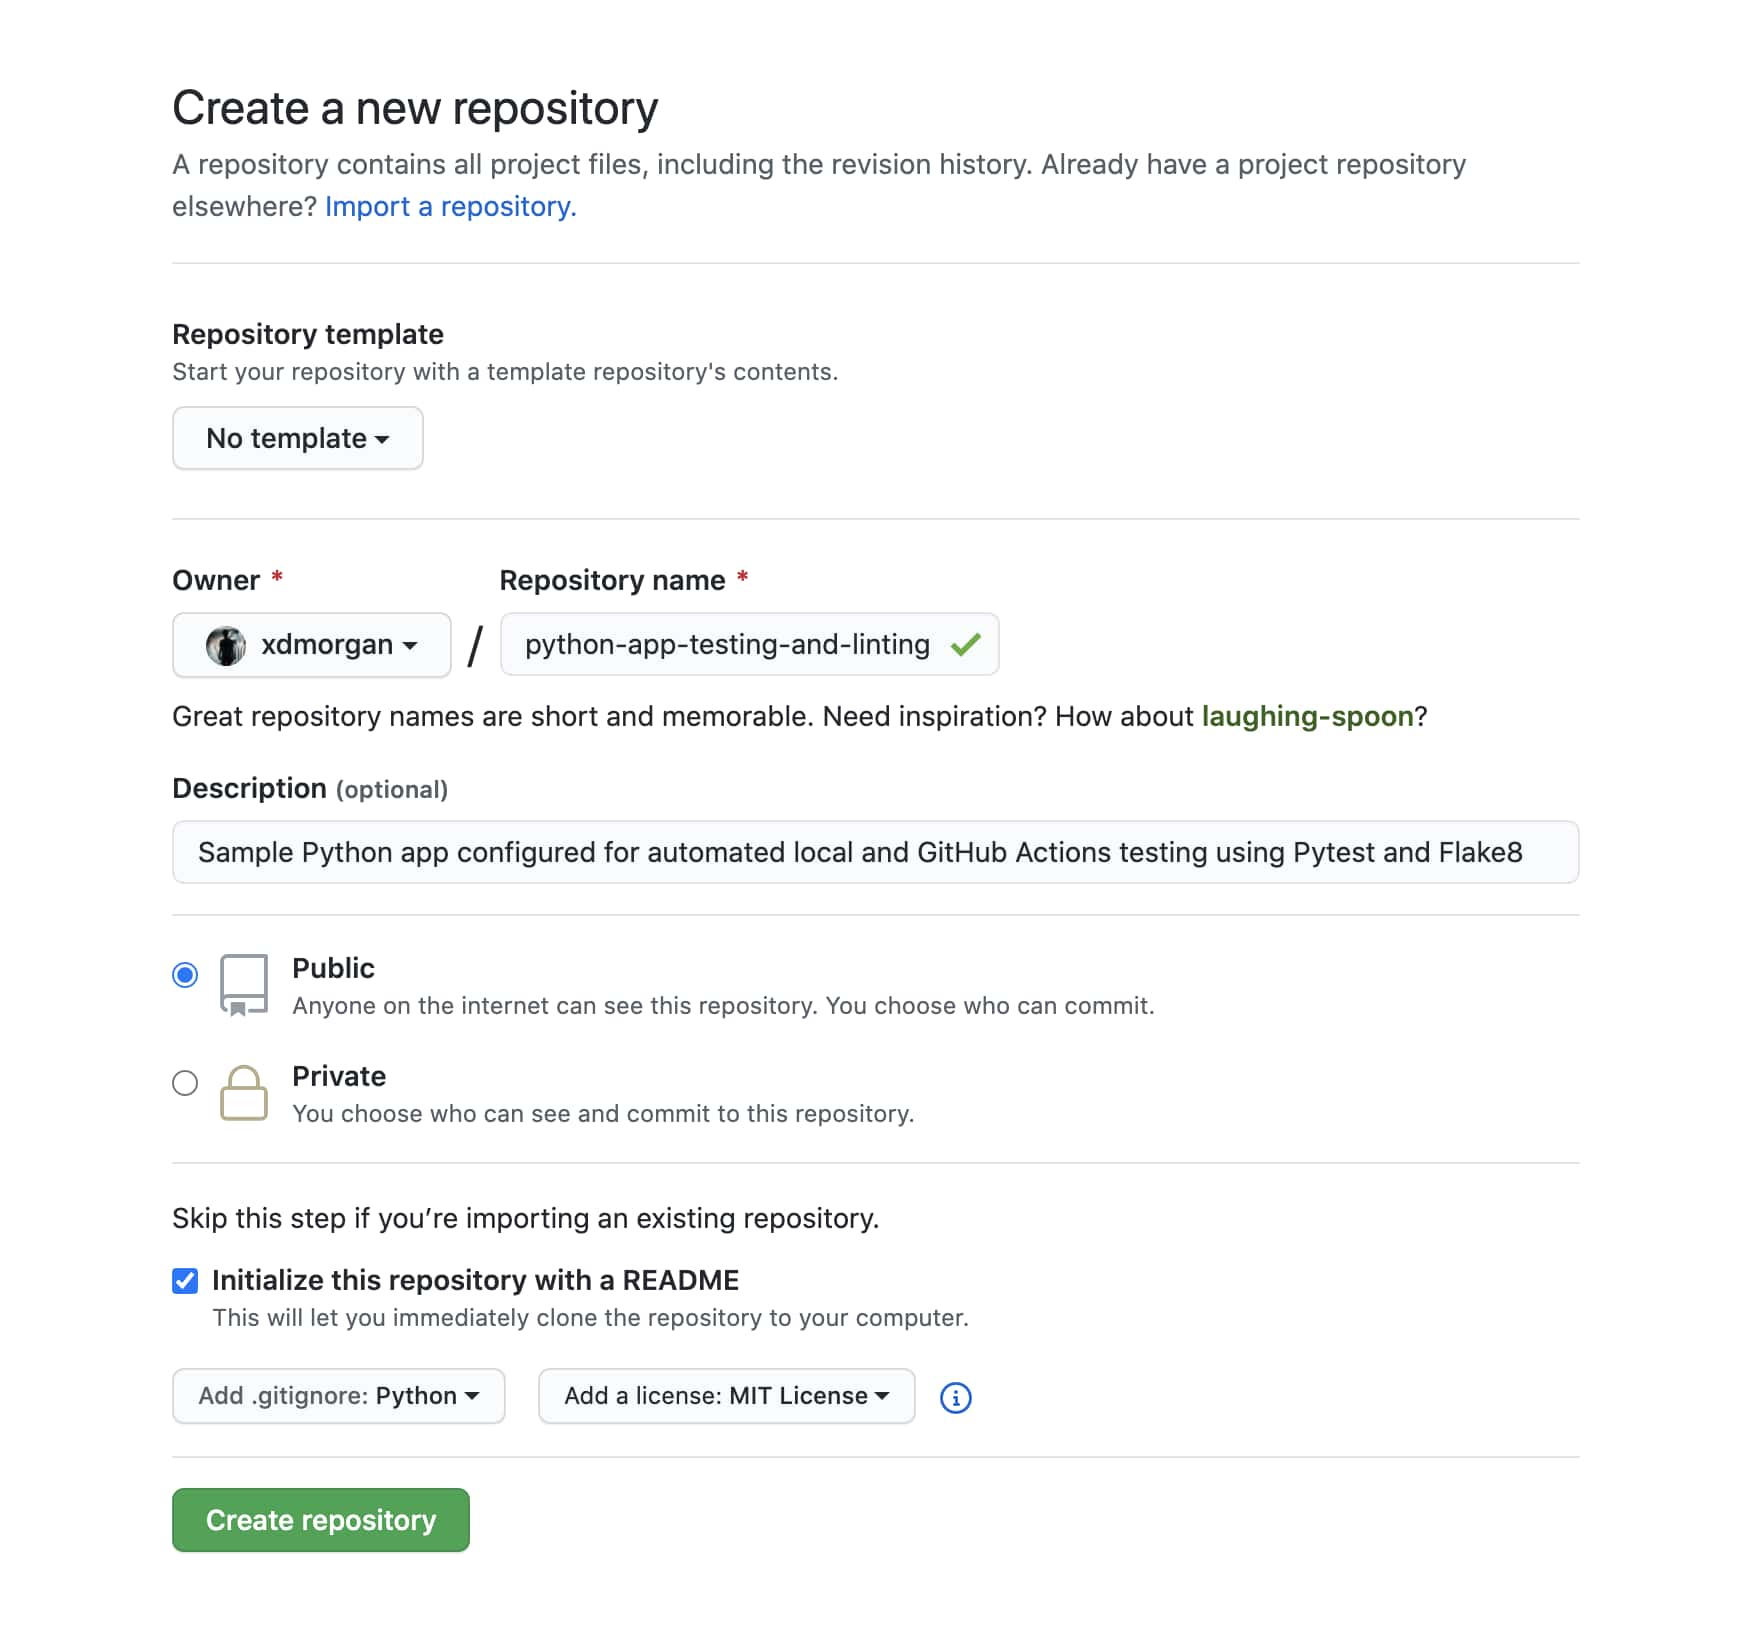 Create a new repository
A repository contains all project files, including the revision history. Already have a project repository
elsewhere? Import a repository.
Repository template
Start your repository with a template repository's contents.
No template
Owner * Repository name *
xdmorgan / python-app-testing-and-linting
Great repository names are short and memorable. Need inspiration? How about laughing-spoon?
Description (optional)
Sample Python app configured for automated local and GitHub Actions testing using Pytest and Flake8
Public
Anyone on the internet can see this repository. You choose who can commit.
Private
You choose who can see and commit to this repository.
Skip this step if you’re importing an existing repository.
Initialize this repository with a README
This will let you immediately clone the repository to your computer.
Add .gitignore: Python Add a license: MIT License
Create repository